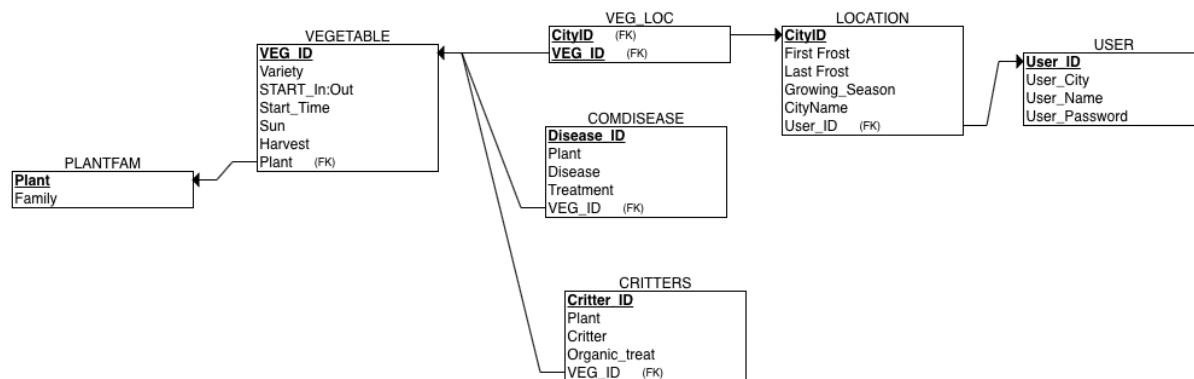 VEGETABLE
VEG_ID
Variety
START_In:Out
Start_Time
Sun
Harvest
Plant (FK)
PLANTFAM
Plant
Family
VEG_LOC
CityID (FK)
VEG_ID (FK)
COMDISEASE
Disease_ID
Plant
Disease
Treatment
VEG_ID (FK)
CRITTERS
Critter_ID
Plant
Critter
Organic_treat
VEG_ID (FK)
LOCATION
CityID
First Frost
Last Frost
Growing_Season
CityName
User_ID (FK)
USER
User_ID
User_City
User_Name
User_Password